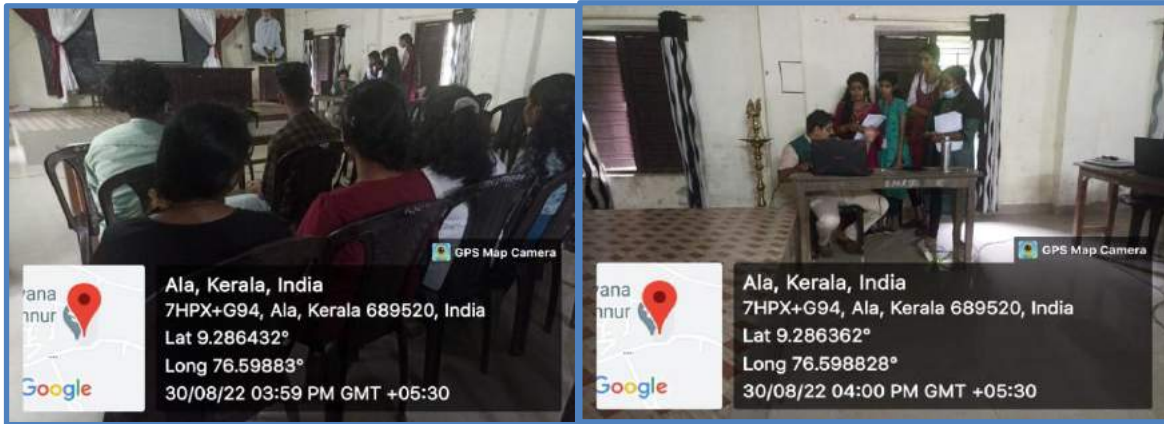 GPS Map Camera
Ala, Kerala, India
7HPX+G94, Ala, Kerala 689520, India
Lat 9.286432°
Long 76.59883°
30/08/22 03:59 PM GMT +05:30
ana
nnur
Google
GPS Map Camera
Ala, Kerala, India
7HPX+G94, Ala, Kerala 689520, India
Lat 9.286362°
Long 76.598828°
30/08/22 04:00 PM GMT +05:30
ana
nnur
Google